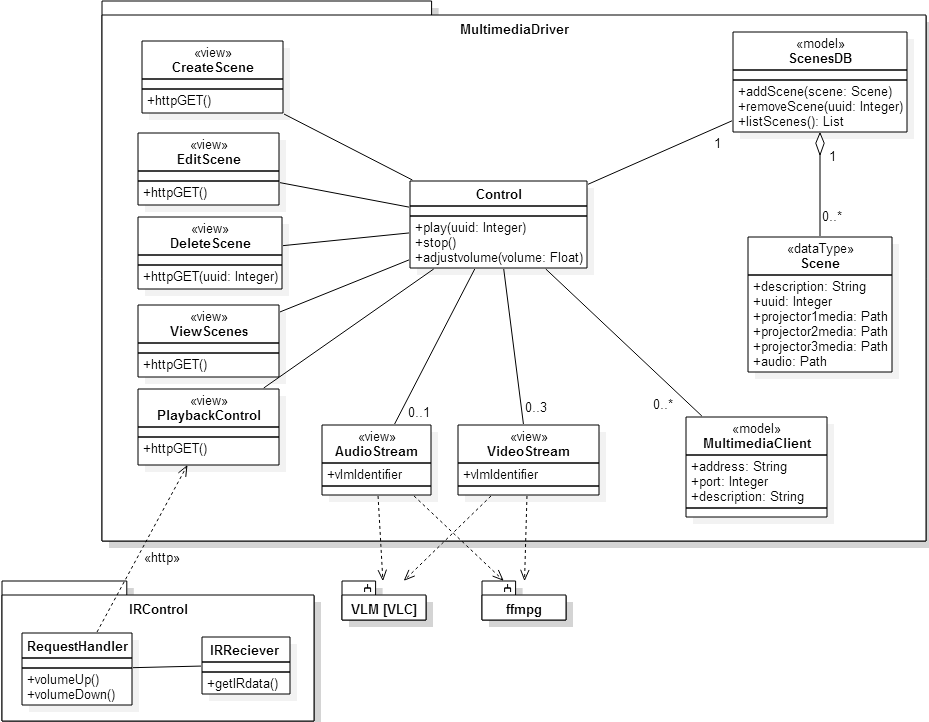 MultimediaDriver
«view»
CreateScene
+httpGET()
«view»
EditScene
+httpGET()
«view»
DeleteScene
+httpGET(uuid: Integer)
«view»
ViewScenes
+httpGET()
«view»
PlaybackControl
+httpGET()
Control
+play(uuid: Integer)
+stop()
+adjustvolume(volume: Float)
«model»
ScenesDB
+addScene(scene: Scene)
+removeScene(uuid: Integer)
+listScenes(): List
1
1
0..*
«dataType»
Scene
+description: String
+uuid: Integer
+projector1media: Path
+projector2media: Path
+projector3media: Path
+audio: Path
0..1
0..3
0..*
«view»
AudioStream
+vlmIdentifier
«view»
VideoStream
+vlmIdentifier
«model»
MultimediaClient
+address: String
+port: Integer
+description: String
«http»
VLM [VLC]
ffmpg
IRControl
RequestHandler
+volumeUp()
+volumeDown()
IRReciever
+getIRdata()